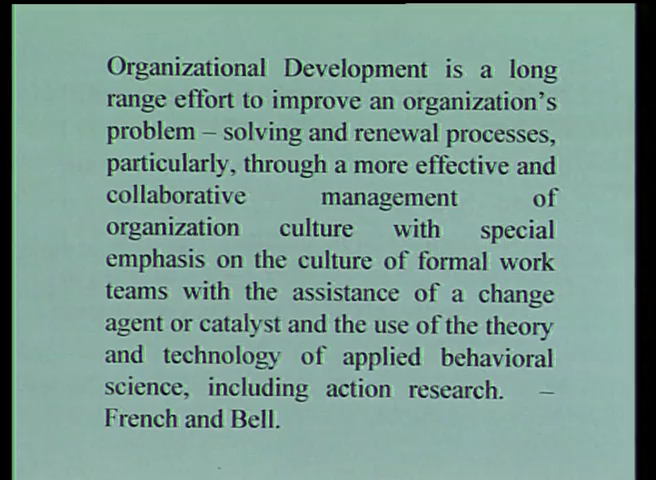 Organizational Development is a long
range effort to improve an organization's
problem – solving and renewal processes,
particularly, through a more effective and
collaborative management of
organization culture with special
emphasis on the culture of formal work
teams with the assistance of a change
agent or catalyst and the use of the theory
and technology of applied behavioral
science, including action research. –
French and Bell.